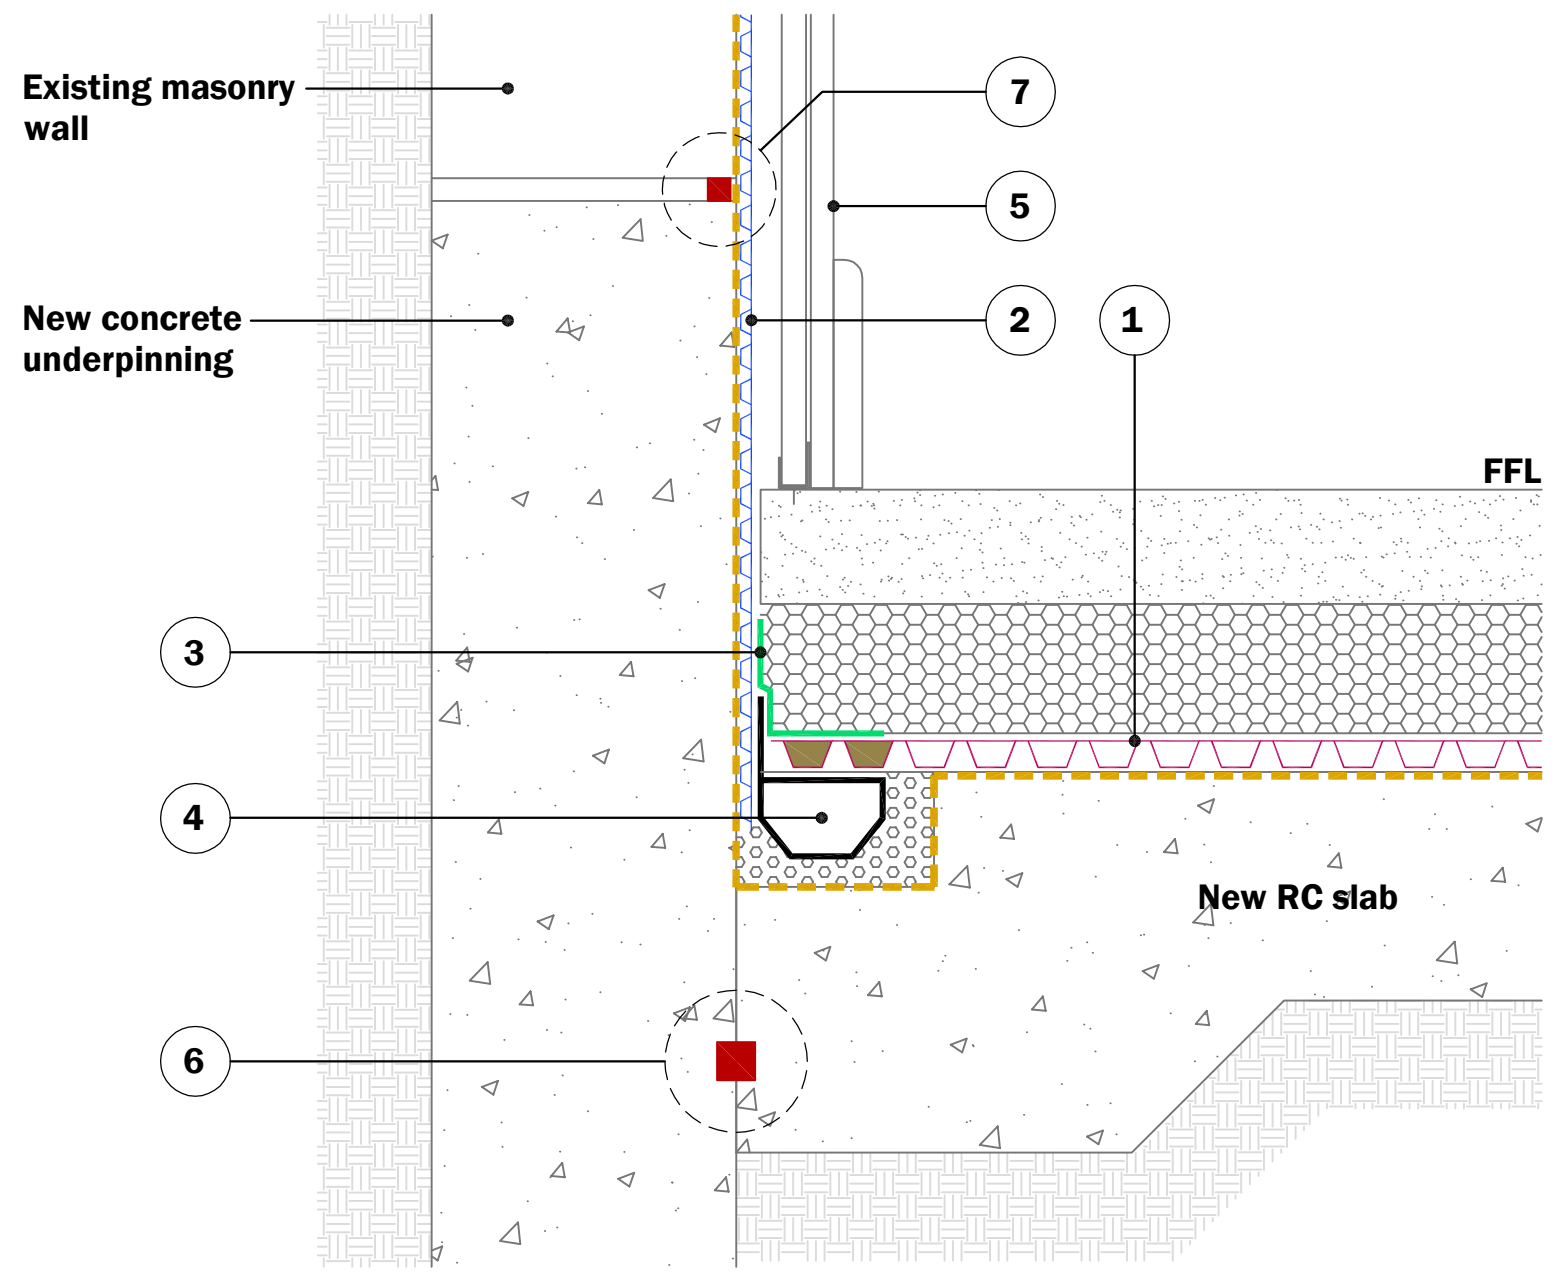 Existing masonry
wall
7
5
New concrete
underpinning
2
1
FFL
3
4
New RC slab
6